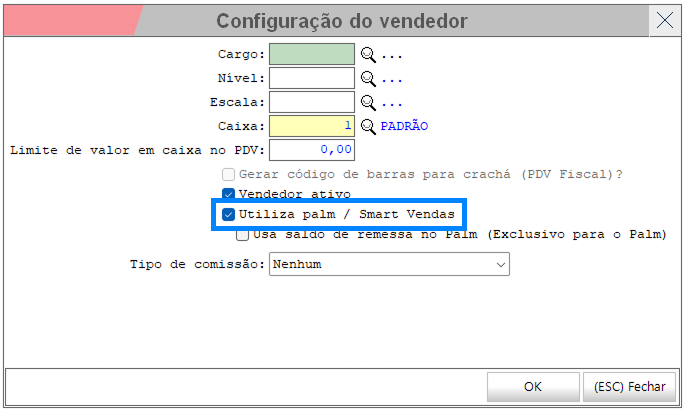 Configuração do vendedor
Cargo: ...
Nível: ...
Escala: ...
Caixa: 1 PADRÃO
Limite de valor em caixa no PDV: 0,00
Gerar código de barras para crachá (PDV Fiscal)?
Vendedor ativo
Utiliza palm / Smart Vendas
Usa saldo de remessa no Palm (Exclusivo para o Palm)
Tipo de comissão: Nenhum
OK (ESC) Fechar